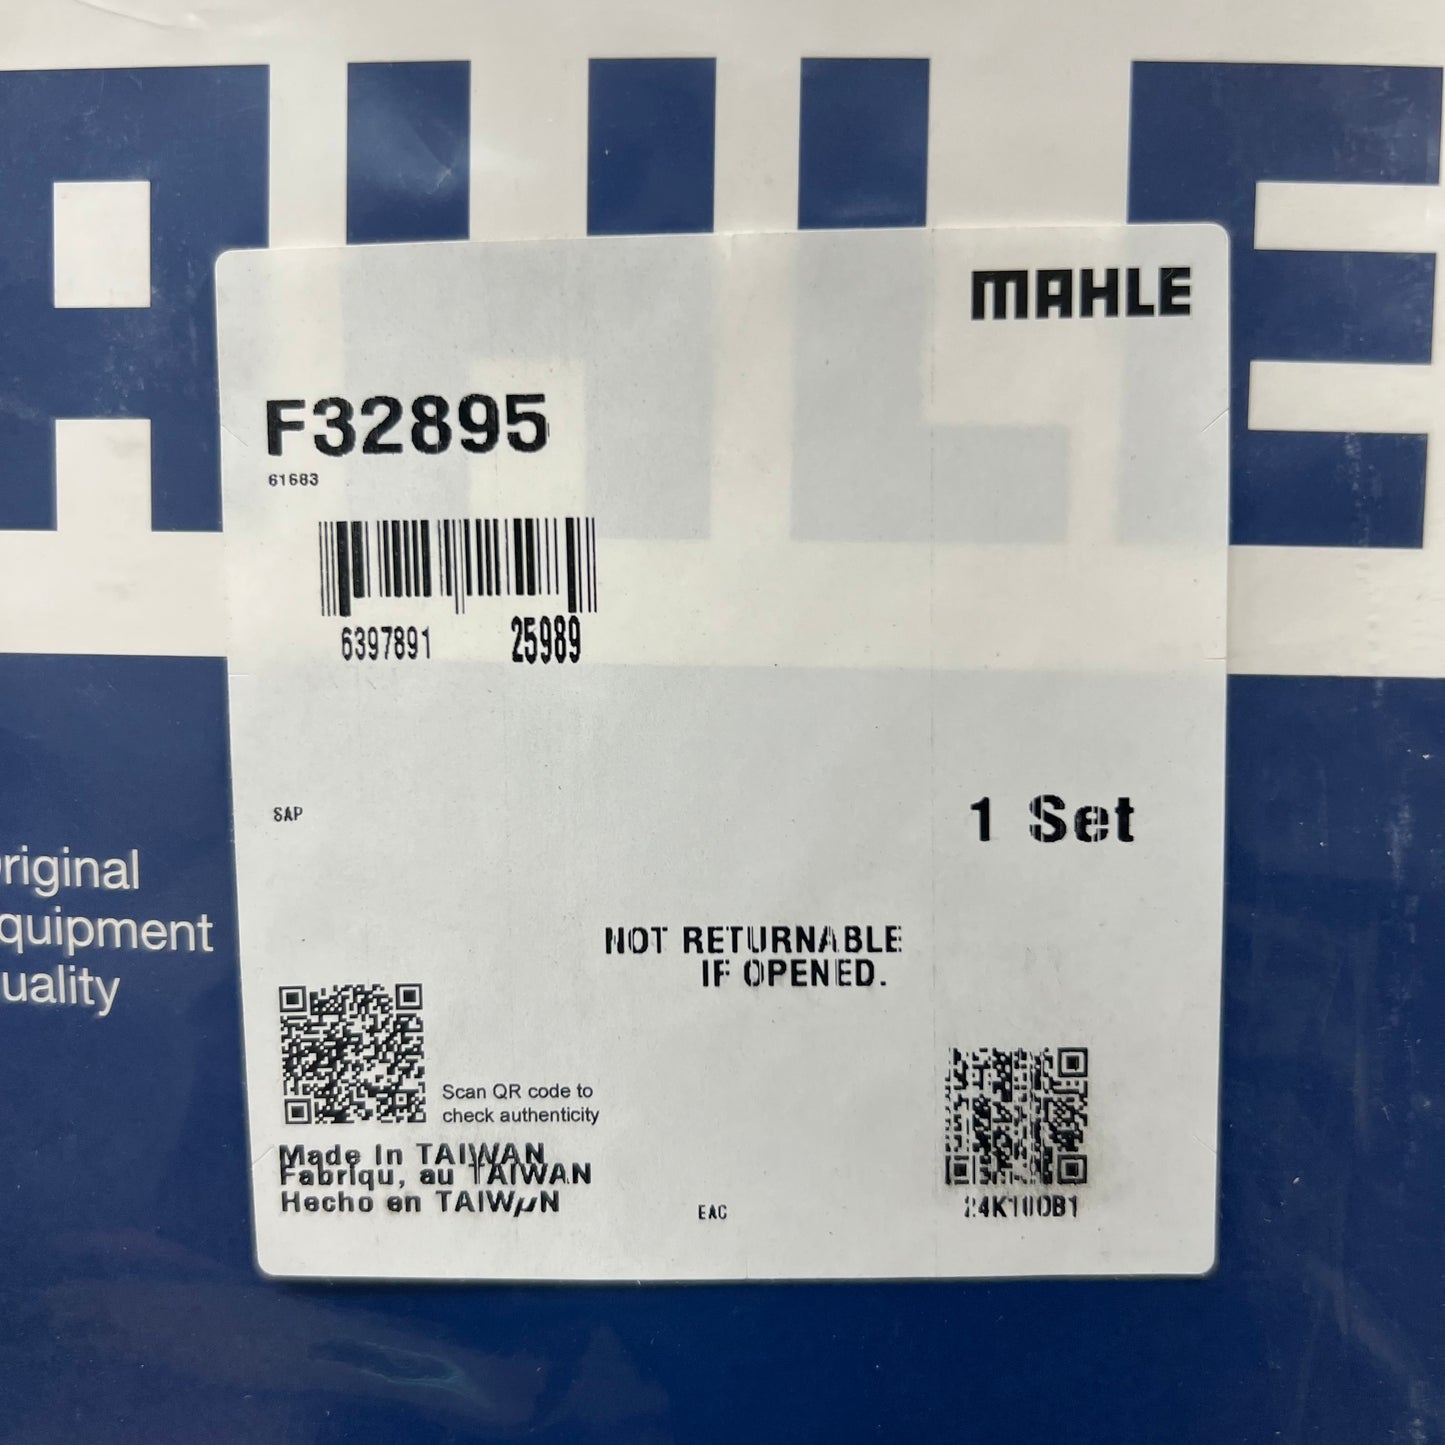 MAHLE
F32895
61683
6397891 25989
SAP
1 Set
NOT RETURNABLE
IF OPENED.
riginal
quipment
uality
Scan QR code to
check authenticity
Made In TAIWAN
Fabriqu, au TAIWAN
Hecho en TAIWµN
EAC
24K10OB1
AHLE